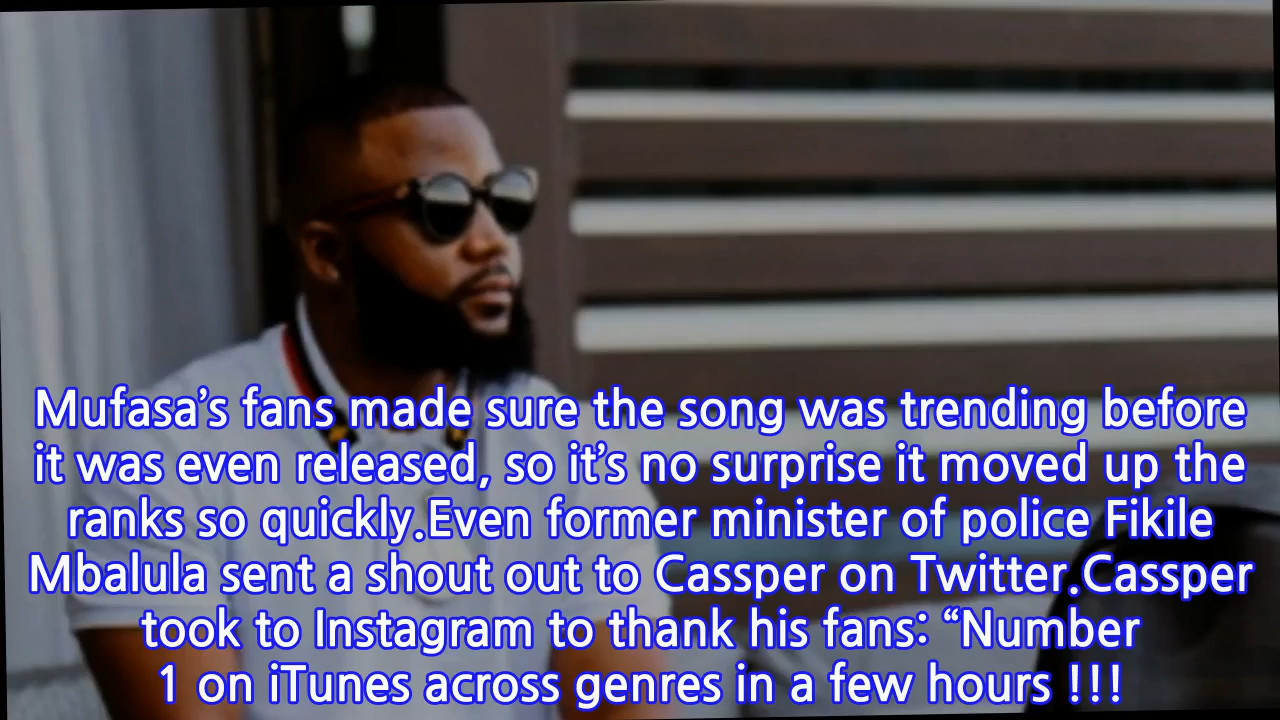 Mufasa’s fans made sure the song was trending before
it was even released, so it’s no surprise it moved up the
ranks so quickly.Even former minister of police Fikile
Mbalula sent a shout out to Cassper on Twitter.Cassper
took to Instagram to thank his fans: “Number
1 on iTunes across genres in a few hours !!!